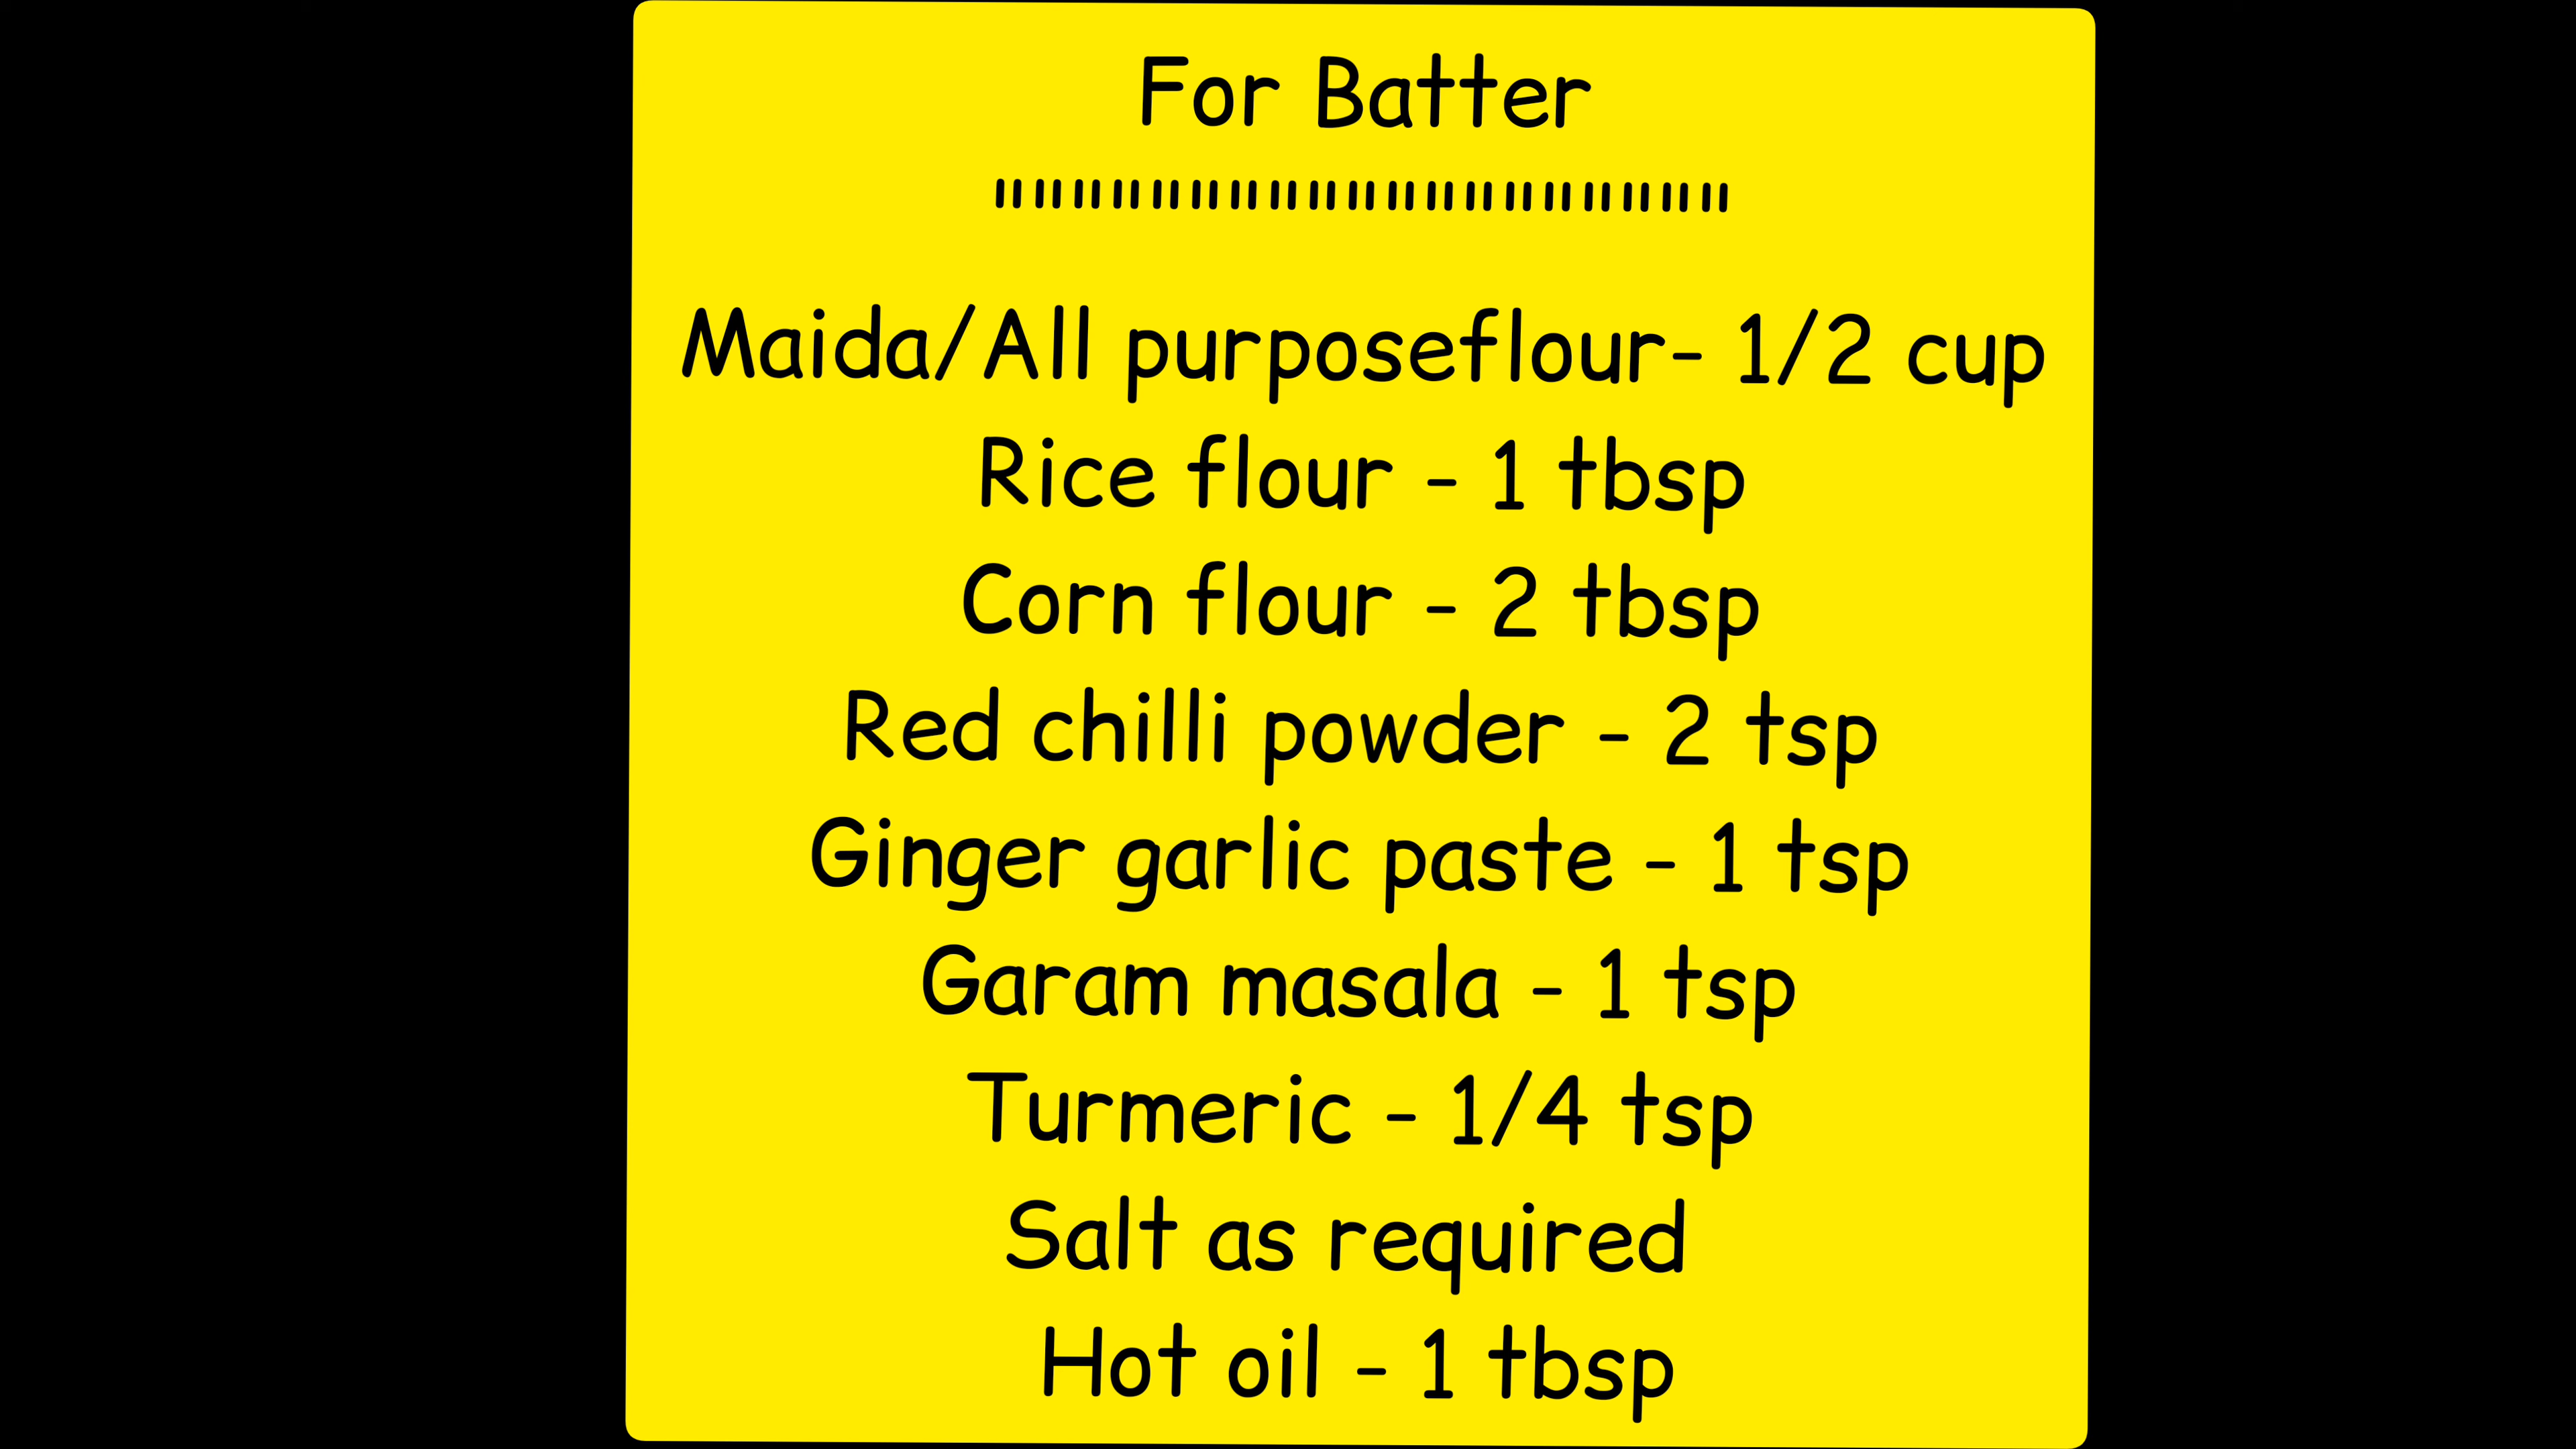 For Batter
"""""""""""""""""""
Maida/All purposeflour- 1/2 cup
Rice flour - 1 tbsp
Corn flour - 2 tbsp
Red chilli powder - 2 tsp
Ginger garlic paste - 1 tsp
Garam masala - 1 tsp
Turmeric - 1/4 tsp
Salt as required
Hot oil - 1 tbsp